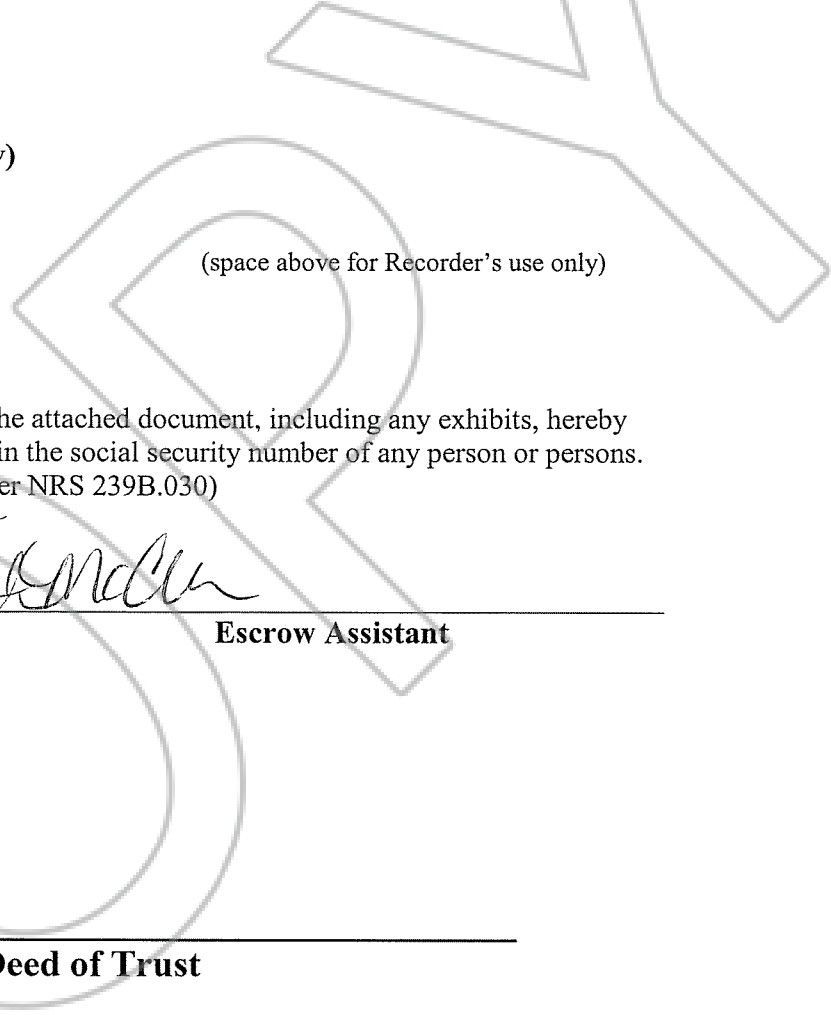 )
(space above for Recorder's use only)
he attached document, including any exhibits, hereby
in the social security number of any person or persons.
er NRS 239B.030)
Escrow Assistant
Deed of Trust
OPY